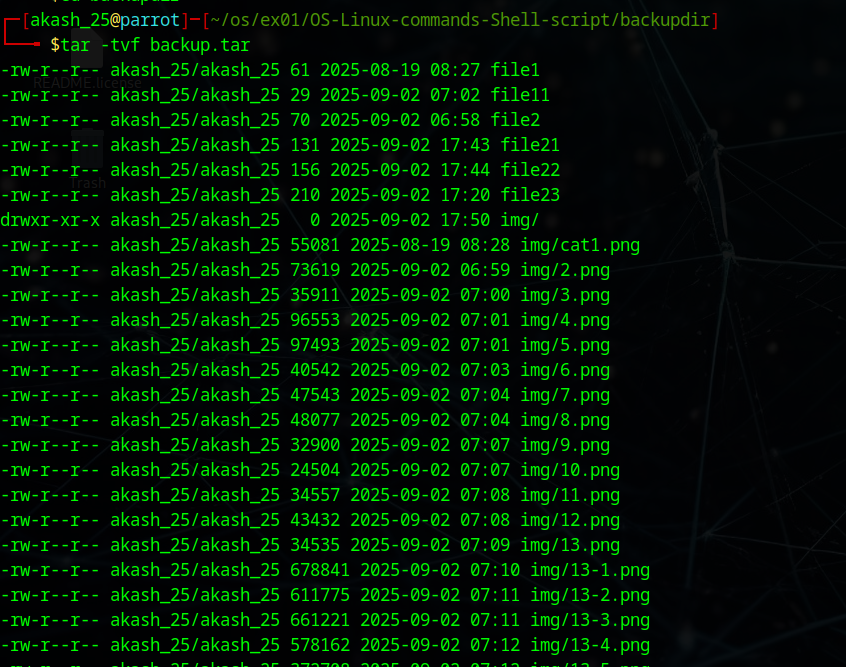 ┌─[akash_25@parrot]─[~/os/ex01/OS-Linux-commands-Shell-script/backupdir]
└──╼ $tar -tvf backup.tar
-rw-r--r-- akash_25/akash_25 61 2025-08-19 08:27 file1
README.license
-rw-r--r-- akash_25/akash_25 29 2025-09-02 07:02 file11
-rw-r--r-- akash_25/akash_25 70 2025-09-02 06:58 file2
-rw-r--r-- akash_25/akash_25 131 2025-09-02 17:43 file21
-rw-r--r-- akash_25/akash_25 156 2025-09-02 17:44 file22
Trash
-rw-r--r-- akash_25/akash_25 210 2025-09-02 17:20 file23
drwxr-xr-x akash_25/akash_25   0 2025-09-02 17:50 img/
-rw-r--r-- akash_25/akash_25 55081 2025-08-19 08:28 img/cat1.png
-rw-r--r-- akash_25/akash_25 73619 2025-09-02 06:59 img/2.png
-rw-r--r-- akash_25/akash_25 35911 2025-09-02 07:00 img/3.png
-rw-r--r-- akash_25/akash_25 96553 2025-09-02 07:01 img/4.png
-rw-r--r-- akash_25/akash_25 97493 2025-09-02 07:01 img/5.png
-rw-r--r-- akash_25/akash_25 40542 2025-09-02 07:03 img/6.png
-rw-r--r-- akash_25/akash_25 47543 2025-09-02 07:04 img/7.png
-rw-r--r-- akash_25/akash_25 48077 2025-09-02 07:04 img/8.png
-rw-r--r-- akash_25/akash_25 32900 2025-09-02 07:07 img/9.png
-rw-r--r-- akash_25/akash_25 24504 2025-09-02 07:07 img/10.png
-rw-r--r-- akash_25/akash_25 34557 2025-09-02 07:08 img/11.png
-rw-r--r-- akash_25/akash_25 43432 2025-09-02 07:08 img/12.png
-rw-r--r-- akash_25/akash_25 34535 2025-09-02 07:09 img/13.png
-rw-r--r-- akash_25/akash_25 678841 2025-09-02 07:10 img/13-1.png
-rw-r--r-- akash_25/akash_25 611775 2025-09-02 07:11 img/13-2.png
-rw-r--r-- akash_25/akash_25 661221 2025-09-02 07:11 img/13-3.png
-rw-r--r-- akash_25/akash_25 578162 2025-09-02 07:12 img/13-4.png